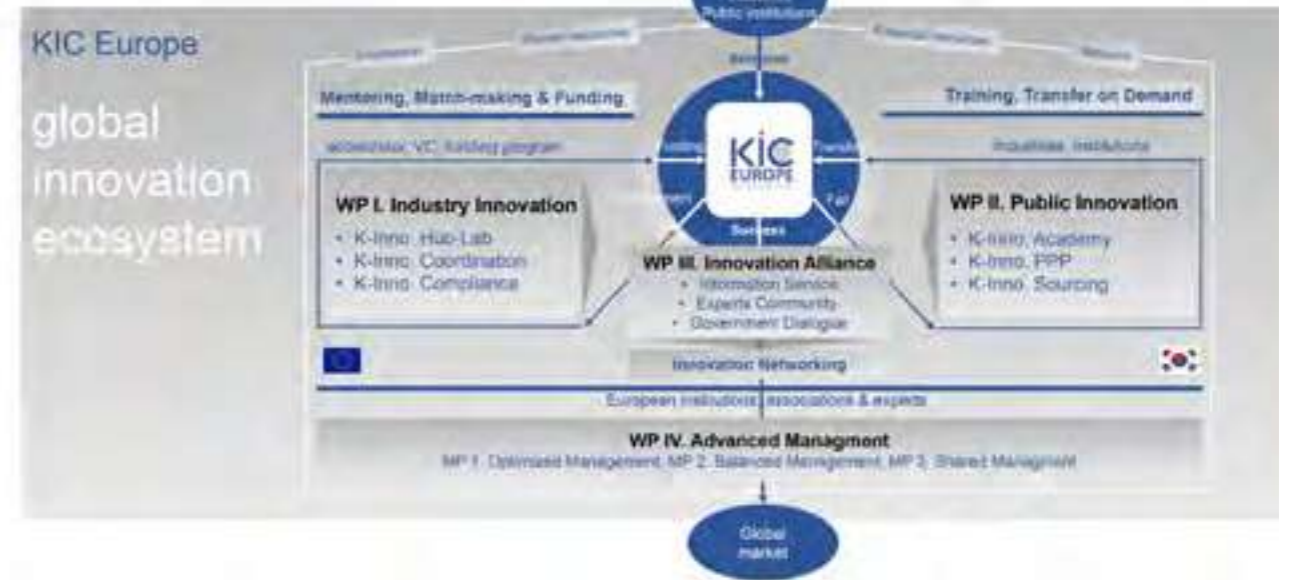 Public institutions
KIC Europe
global
innovation
ecosystem
Mentoring, Match-making & Funding
Training, Transfer on Demand
accelerator, VC, funding program
Industries, Institutions
KIC
EUROPE
Transfer
Fair
Success
WP I. Industry Innovation
• K-Inno. Hub-Lab
• K-Inno. Coordination
• K-Inno. Compliance
WP II. Public Innovation
• K-Inno. Academy
• K-Inno. PPP
• K-Inno. Sourcing
WP III. Innovation Alliance
• Information Service
• Experts Community
• Government Dialogue
Innovation Networking
European institutions, associations & experts
WP IV. Advanced Managment
MP 1. Optimized Management, MP 2. Balanced Management, MP 3. Shared Managment
Global
market